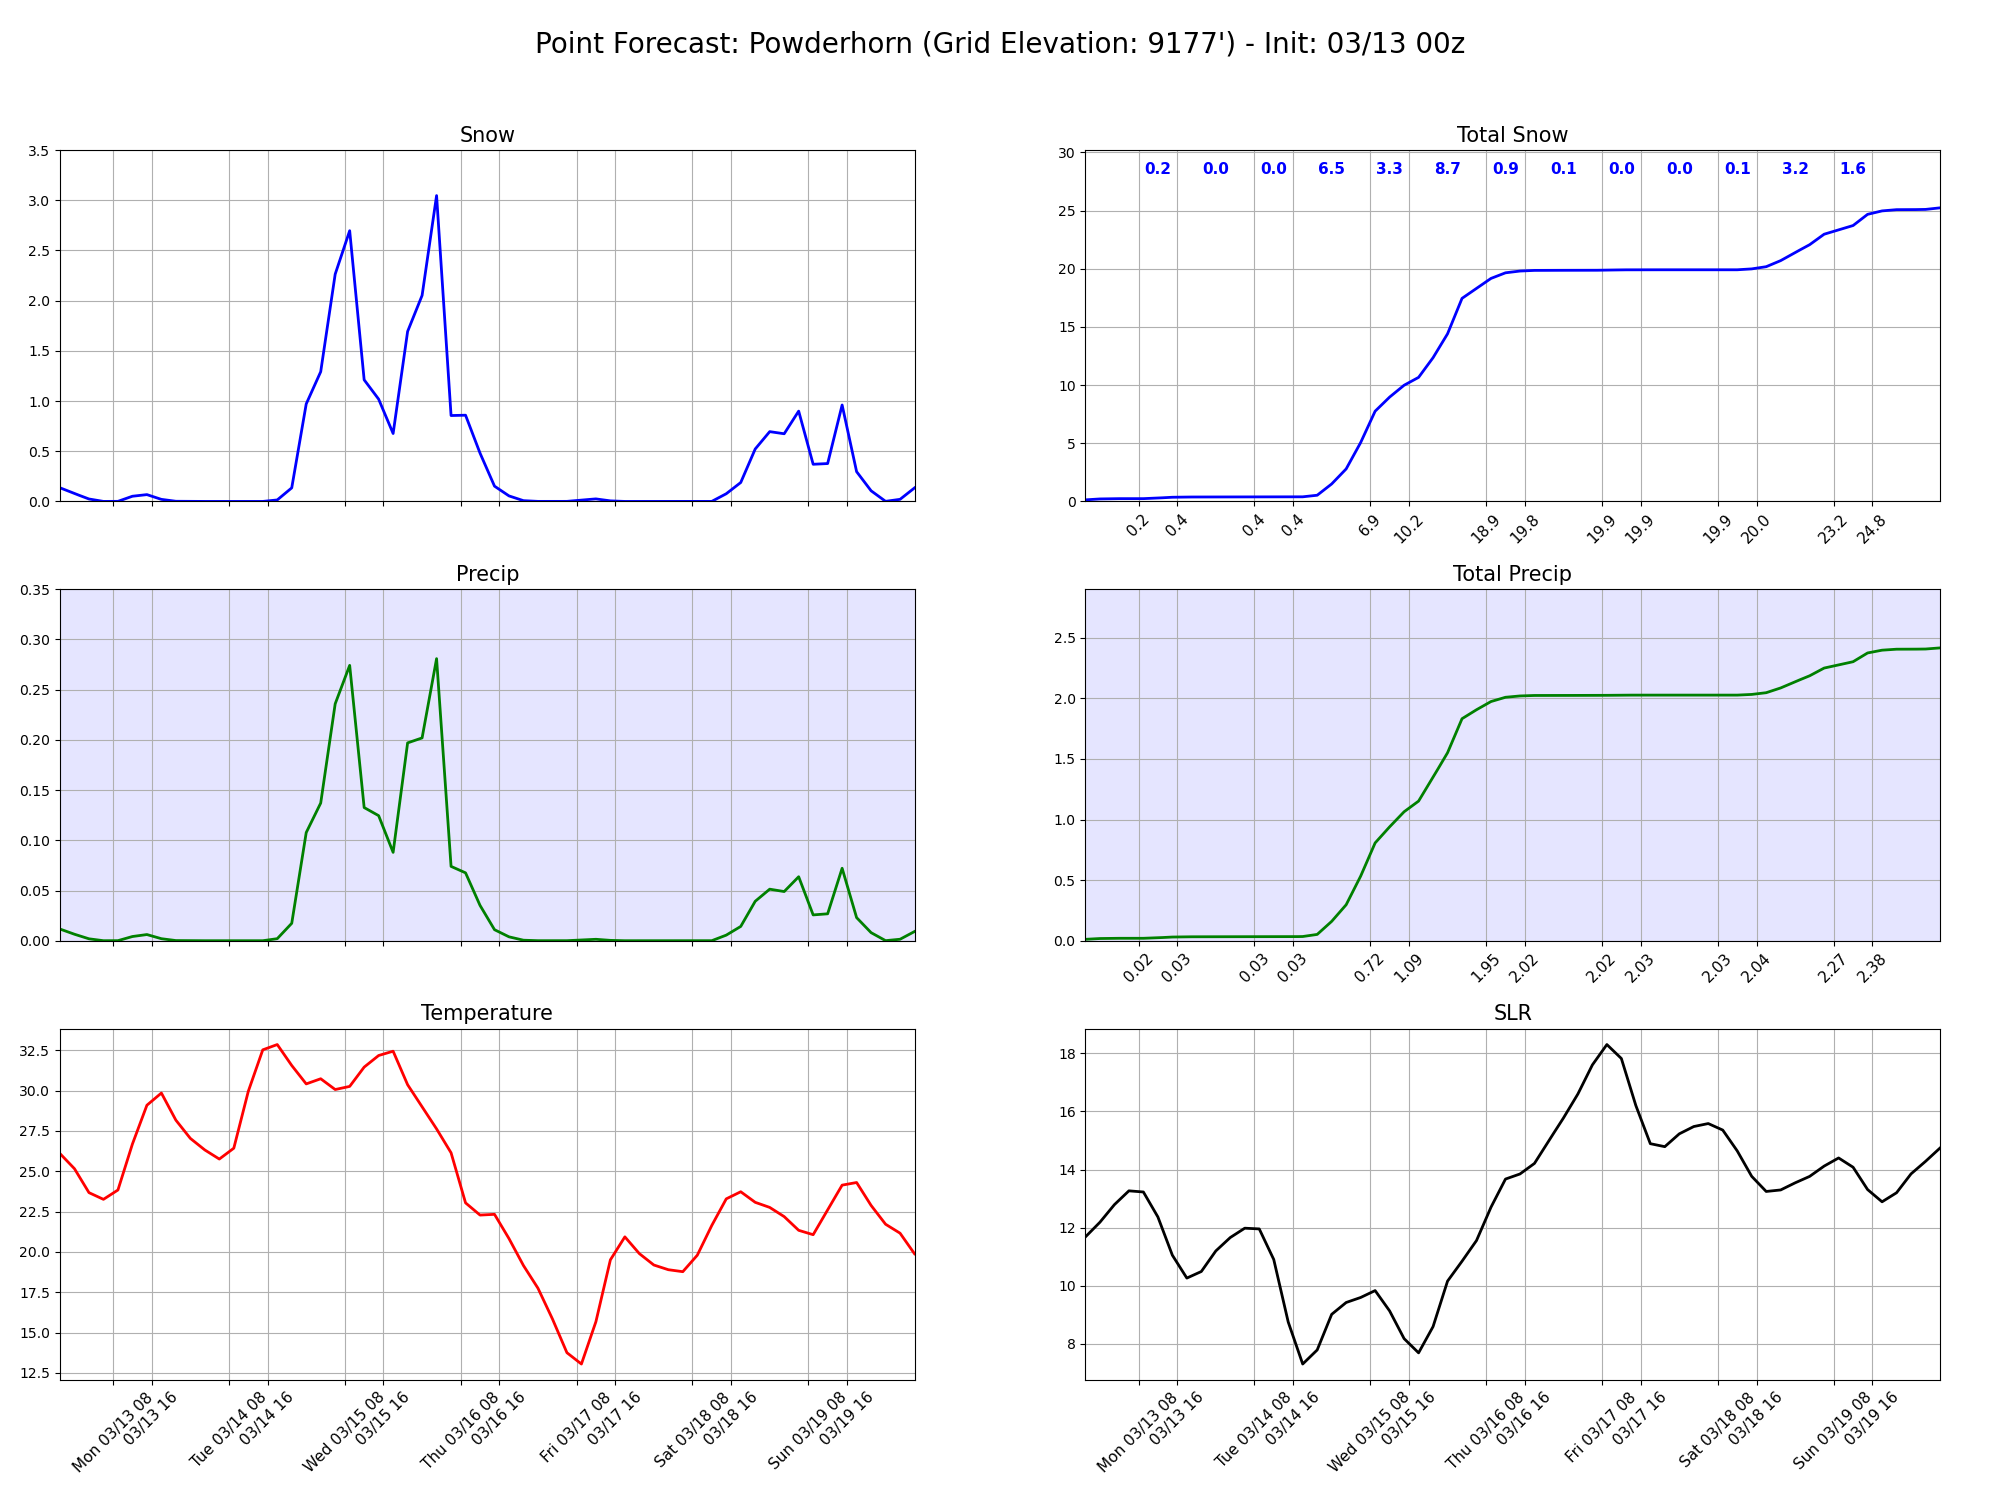 Point Forecast: Powderhorn (Grid Elevation: 9177') - Init: 03/13 00z
Snow
3.5
3.0
2.5
2.0
1.5
1.0
0.5
0.0
Total Snow
30
25
20
15
10
5
0
0.2 0.0 0.0 6.5 3.3 8.7 0.9 0.1 0.0 0.0 0.1 3.2 1.6
0.2 0.4 0.4 0.4 6.9 10.2 18.9 19.8 19.9 19.9 19.9 20.0 23.2 24.8
Precip
0.35
0.30
0.25
0.20
0.15
0.10
0.05
0.00
Total Precip
2.5
2.0
1.5
1.0
0.5
0.0
0.02 0.03 0.03 0.03 0.72 1.09 1.95 2.02 2.02 2.03 2.03 2.04 2.27 2.38
Temperature
32.5
30.0
27.5
25.0
22.5
20.0
17.5
15.0
12.5
Mon 03/13 08
03/13 16
Tue 03/14 08
03/14 16
Wed 03/15 08
03/15 16
Thu 03/16 08
03/16 16
Fri 03/17 08
03/17 16
Sat 03/18 08
03/18 16
Sun 03/19 08
03/19 16
SLR
18
16
14
12
10
8
Mon 03/13 08
03/13 16
Tue 03/14 08
03/14 16
Wed 03/15 08
03/15 16
Thu 03/16 08
03/16 16
Fri 03/17 08
03/17 16
Sat 03/18 08
03/18 16
Sun 03/19 08
03/19 16